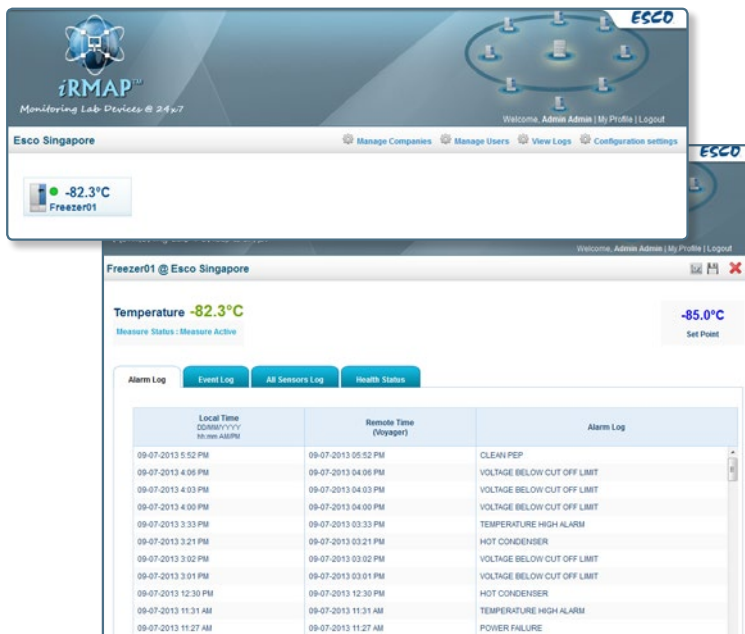 ESCO
iRMAP™
Monitoring Lab Devices @ 24x7
Welcome, Admin Admin | My Profile | Logout
Esco Singapore
Manage Companies Manage Users View Logs Configuration settings
-82.3°C
Freezer01
ESCO
Welcome, Admin Admin | My Profile | Logout
Freezer01 @ Esco Singapore
Temperature -82.3°C
Measure Status : Measure Active
-85.0°C
Set Point
Alarm Log Event Log All Sensors Log Health Status
Local Time
DD/MM/YYYY
hh:mm AM/PM
Remote Time
(Voyager)
Alarm Log
09-07-2013 5:52 PM 09-07-2013 05:52 PM CLEAN PEP
09-07-2013 4:06 PM 09-07-2013 04:06 PM VOLTAGE BELOW CUT OFF LIMIT
09-07-2013 4:03 PM 09-07-2013 04:03 PM VOLTAGE BELOW CUT OFF LIMIT
09-07-2013 4:00 PM 09-07-2013 04:00 PM VOLTAGE BELOW CUT OFF LIMIT
09-07-2013 3:33 PM 09-07-2013 03:33 PM TEMPERATURE HIGH ALARM
09-07-2013 3:21 PM 09-07-2013 03:21 PM HOT CONDENSER
09-07-2013 3:02 PM 09-07-2013 03:02 PM VOLTAGE BELOW CUT OFF LIMIT
09-07-2013 3:01 PM 09-07-2013 03:01 PM VOLTAGE BELOW CUT OFF LIMIT
09-07-2013 12:30 PM 09-07-2013 12:30 PM HOT CONDENSER
09-07-2013 11:31 AM 09-07-2013 11:31 AM TEMPERATURE HIGH ALARM
09-07-2013 11:27 AM 09-07-2013 11:27 AM POWER FAILURE